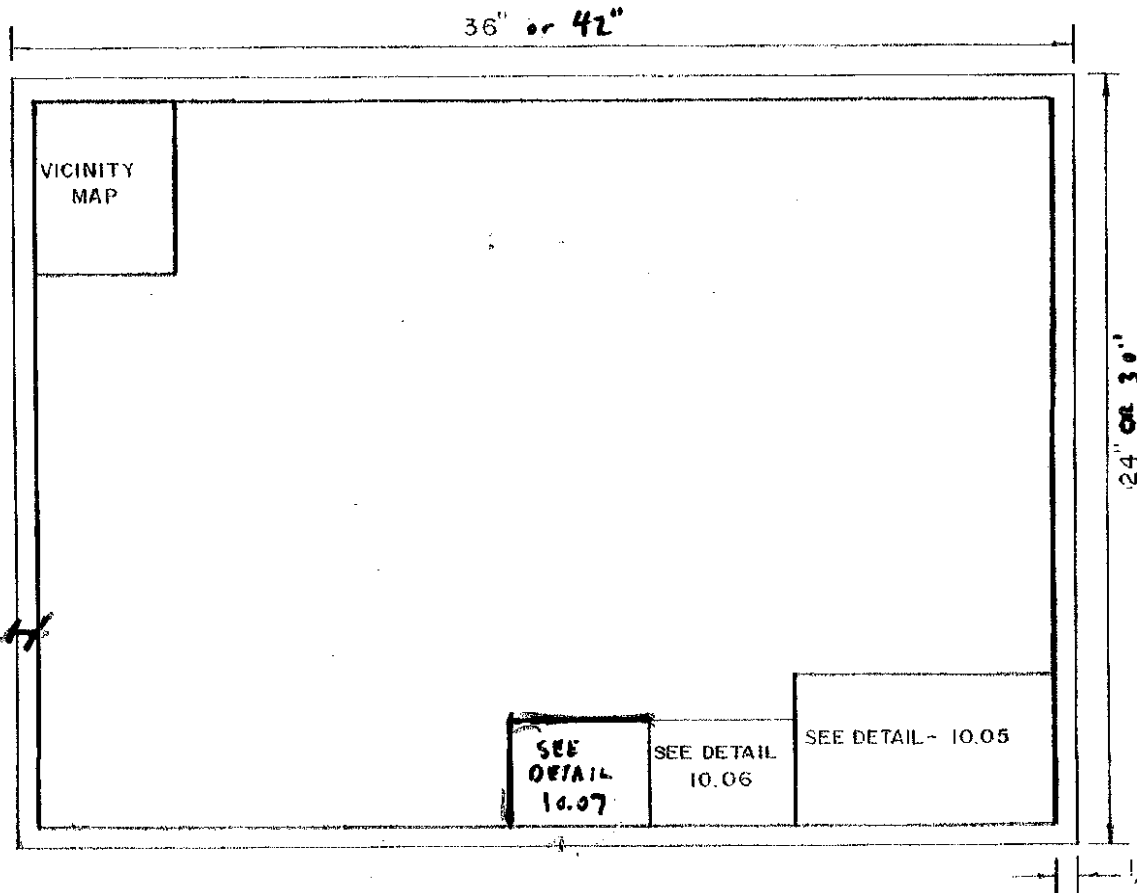 36" or 42"
VICINITY
MAP
24" OR 30"
SEE
DETAIL
10.07
SEE DETAIL
10.06
SEE DETAIL- 10.05